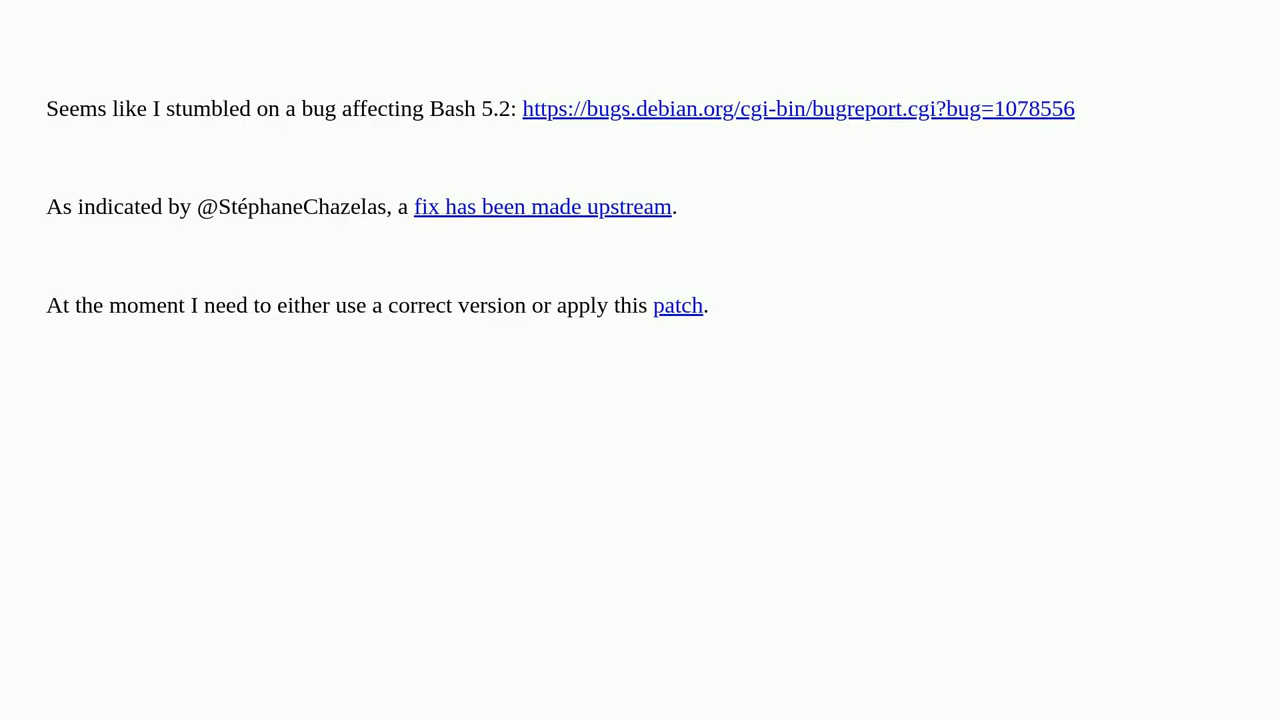 Seems like I stumbled on a bug affecting Bash 5.2: https://bugs.debian.org/cgi-bin/bugreport.cgi?bug=1078556
As indicated by @StéphaneChazelas, a fix has been made upstream.
At the moment I need to either use a correct version or apply this patch.